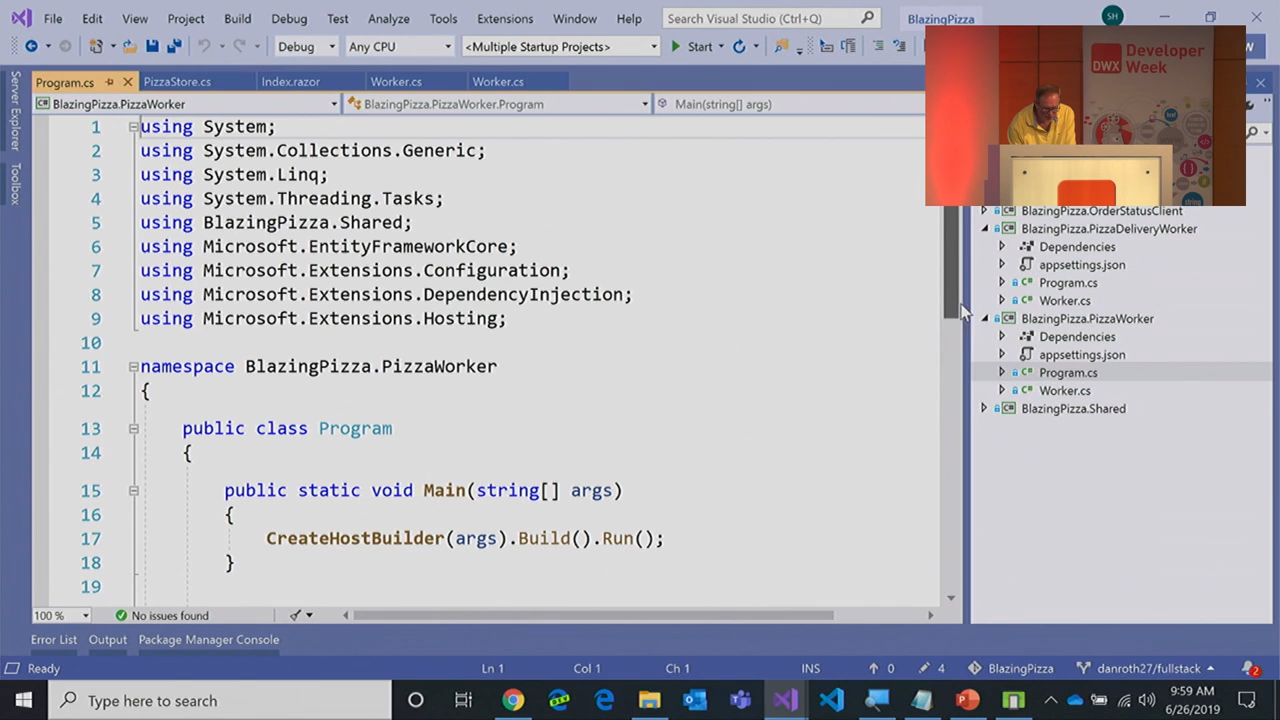 File Edit View Project Build Debug Test Analyze Tools Extensions Window Help Search Visual Studio (Ctrl+Q) BlazingPizza SH
Debug Any CPU <Multiple Startup Projects> Start
DWX Developer Week
Server Explorer
Toolbox
Program.cs PizzaStore.cs Index.razor Worker.cs Worker.cs
BlazingPizza.PizzaWorker BlazingPizza.PizzaWorker.Program Main(string[] args)
1 using System;
2 using System.Collections.Generic;
3 using System.Linq;
4 using System.Threading.Tasks;
5 using BlazingPizza.Shared;
6 using Microsoft.EntityFrameworkCore;
7 using Microsoft.Extensions.Configuration;
8 using Microsoft.Extensions.DependencyInjection;
9 using Microsoft.Extensions.Hosting;
10
11 namespace BlazingPizza.PizzaWorker
12 {
13 public class Program
14 {
15 public static void Main(string[] args)
16 {
17 CreateHostBuilder(args).Build().Run();
18 }
19
BlazingPizza.OrderStatusClient
BlazingPizza.PizzaDeliveryWorker
Dependencies
appsettings.json
C# Program.cs
C# Worker.cs
BlazingPizza.PizzaWorker
Dependencies
appsettings.json
C# Program.cs
C# Worker.cs
BlazingPizza.Shared
100 % No issues found
Error List Output Package Manager Console
Ready Ln 1 Col 1 Ch 1 INS 0 4 BlazingPizza danroth27/fullstack 2
Type here to search 9:59 AM
6/26/2019